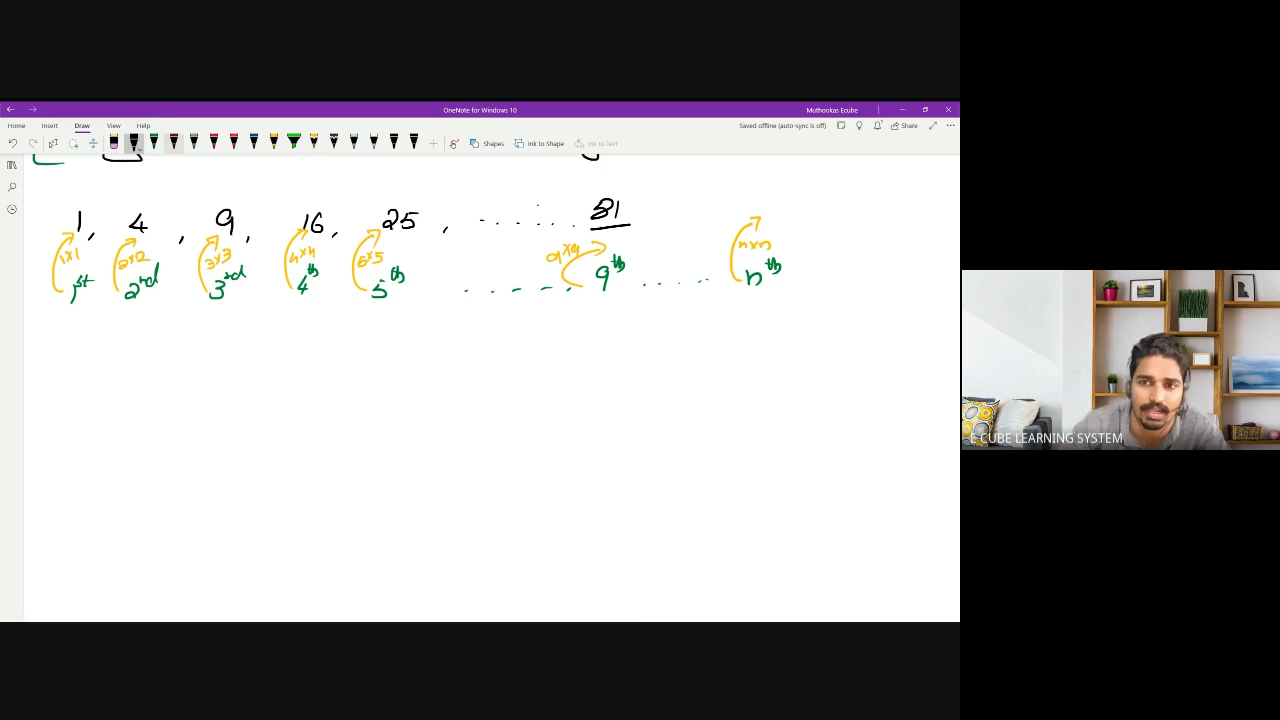 OneNote for Windows 10
Muthookas Ecube
Home Insert Draw View Help
Saved offline (auto-sync is off) Share
Shapes Ink to Shape Ink to Text
1, 4, 9, 16, 25, ........ 81
1x1 2x2 3x3 4x4 5x5 9x9 nxn
1st 2nd 3rd 4th 5th ........ 9th ..... nth
E CUBE LEARNING SYSTEM